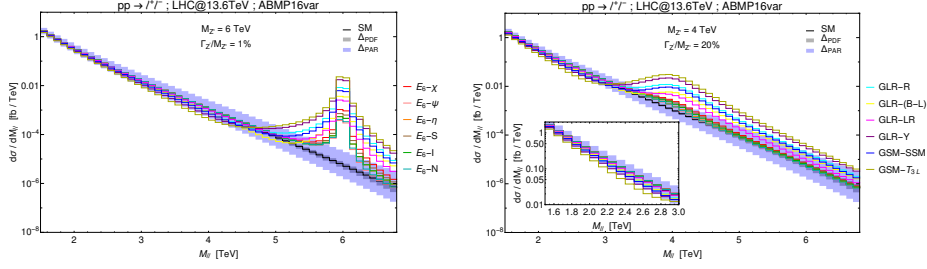 pp → l⁺l⁻ ; LHC@13.6TeV ; ABMP16var
M_Z' = 6 TeV
Γ_Z'/M_Z' = 1%
SM
Δ_PDF
Δ_PAR
dσ / dM_ll [fb / TeV]
1
0.01
10⁻⁴
10⁻⁶
10⁻⁸
2
3
4
5
6
M_ll [TeV]
E₆-χ
E₆-ψ
E₆-η
E₆-S
E₆-I
E₆-N
pp → l⁺l⁻ ; LHC@13.6TeV ; ABMP16var
M_Z' = 4 TeV
Γ_Z'/M_Z' = 20%
SM
Δ_PDF
Δ_PAR
dσ / dM_ll [fb / TeV]
1
0.01
10⁻⁴
10⁻⁶
10⁻⁸
2
3
4
5
6
M_ll [TeV]
dσ / dM_ll [fb / TeV]
1
0.50
0.10
0.05
0.01
1.6 1.8 2.0 2.2 2.4 2.6 2.8 3.0
M_ll [TeV]
GLR-R
GLR-(B-L)
GLR-LR
GLR-Y
GSM-SSM
GSM-T₃L